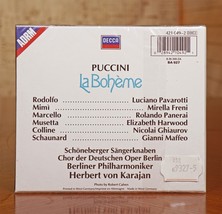 ADRM
DECCA
PUCCINI
La Bohème
Rodolfo Luciano Pavarotti
Mimì Mirella Freni
Marcello Rolando Panerai
Musetta Elizabeth Harwood
Colline Nicolai Ghiaurov
Schaunard Gianni Maffeo
Schöneberger Sängerknaben
Chor der Deutschen Oper Berlin
Berliner Philharmoniker
Herbert von Karajan